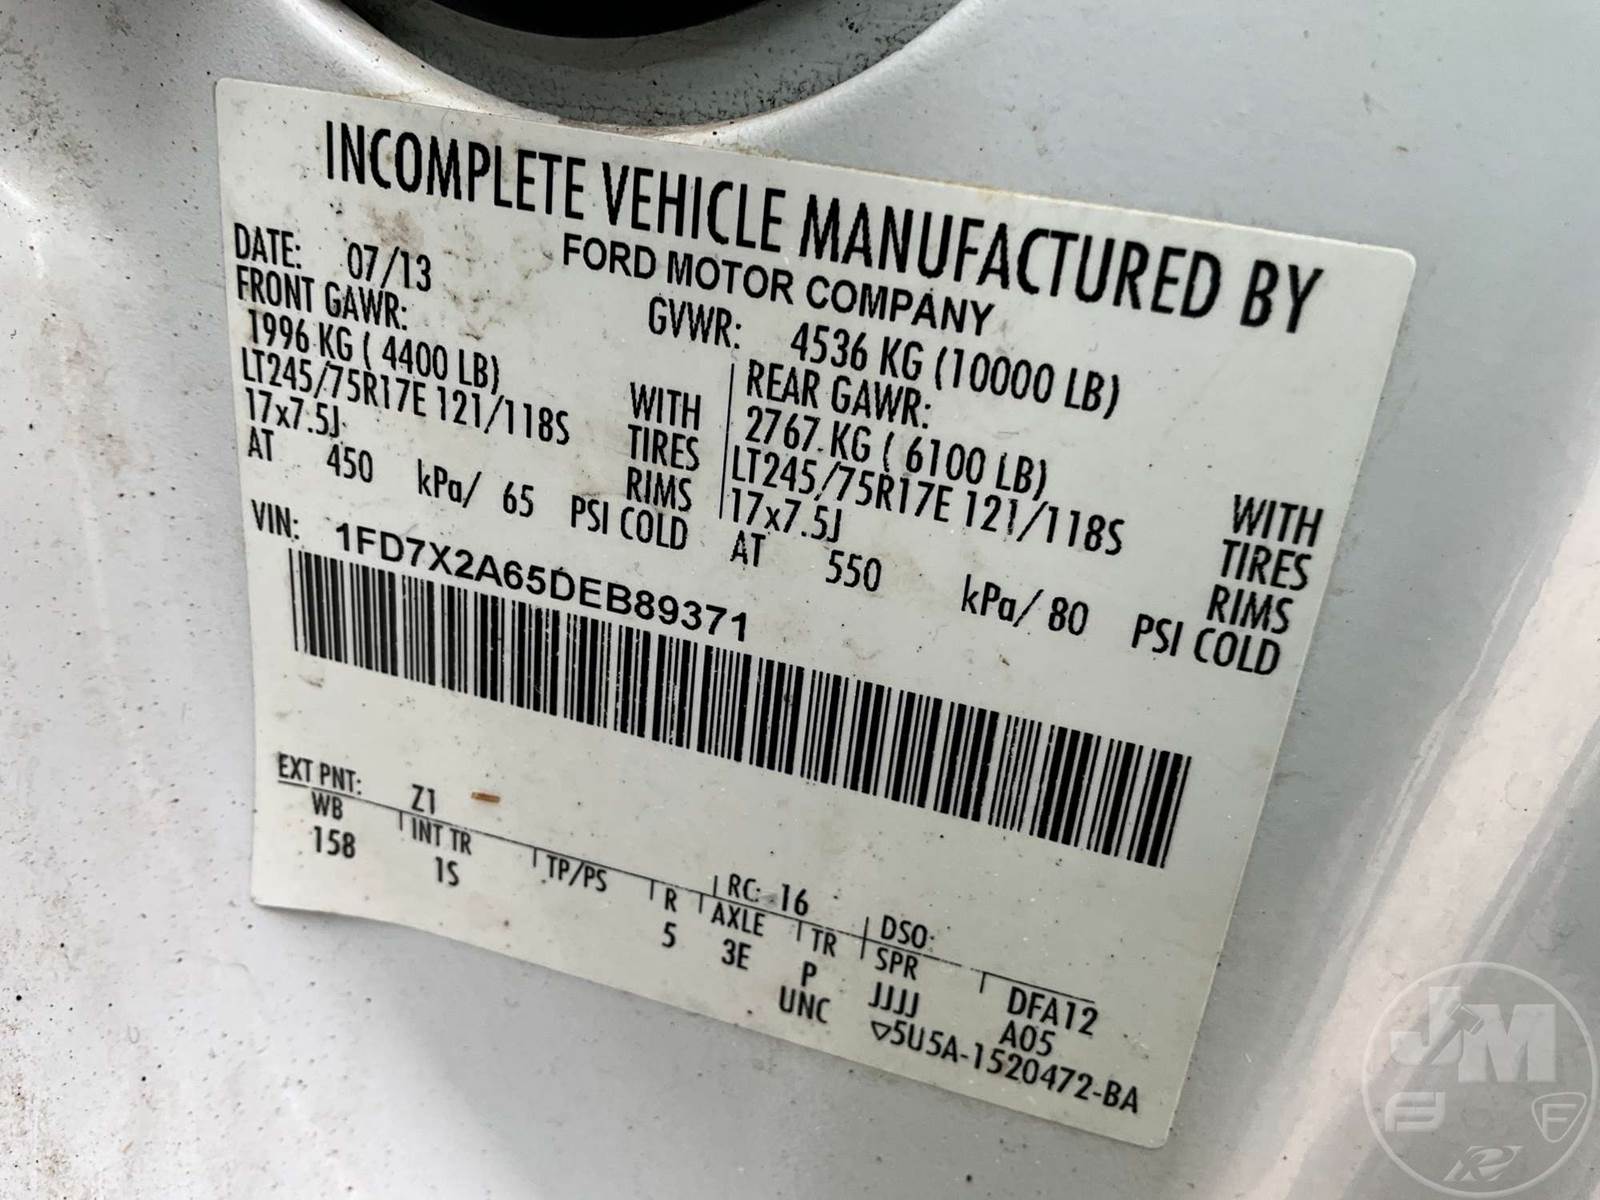 INCOMPLETE VEHICLE MANUFACTURED BY
FORD MOTOR COMPANY
DATE: 07/13 GVWR: 4536 KG (10000 LB)
FRONT GAWR: REAR GAWR:
1996 KG ( 4400 LB) WITH 2767 KG ( 6100 LB) WITH
LT245/75R17E 121/118S TIRES LT245/75R17E 121/118S TIRES
17x7.5J RIMS 17x7.5J RIMS
AT 450 kPa/ 65 PSI COLD AT 550 kPa/ 80 PSI COLD
VIN: 1FD7X2A65DEB89371
EXT PNT: Z1 RC: 16 DSO:
WB INT TR TP/PS R AXLE TR SPR DFA12
158 1S 5 3E P JJJJ A05
UNC ▽5U5A-1520472-BA
JM